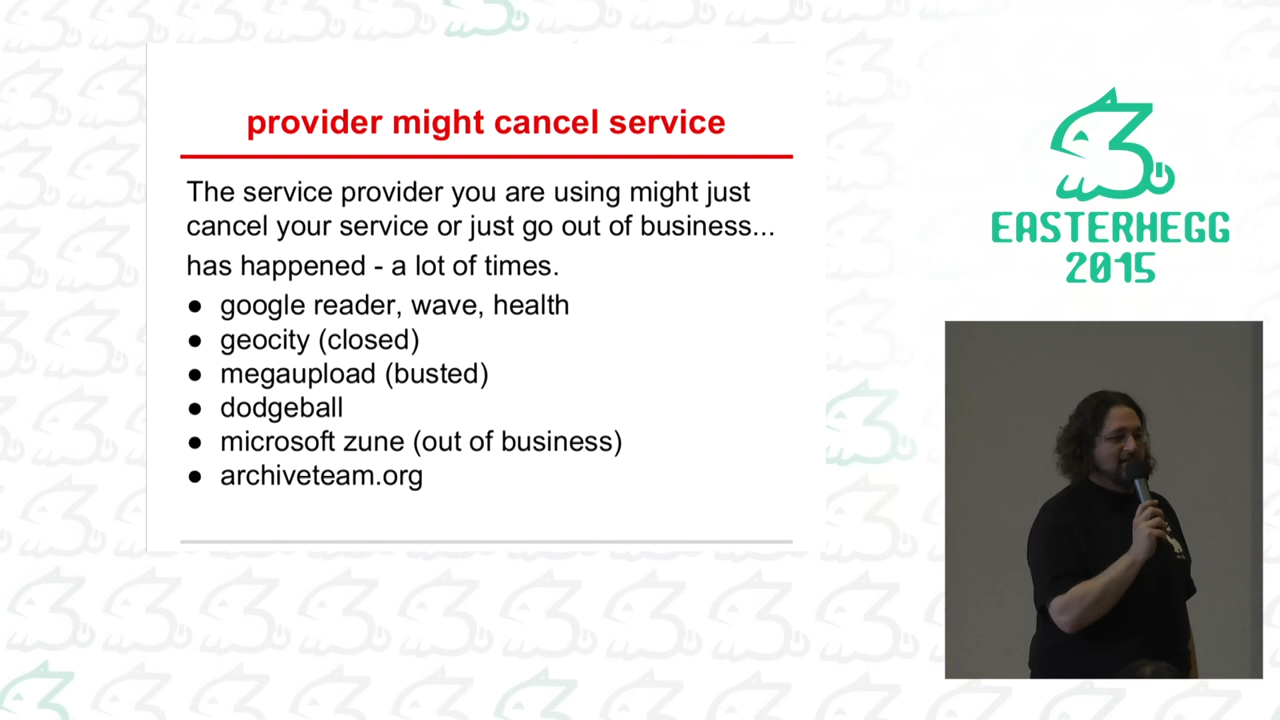 provider might cancel service
The service provider you are using might just
cancel your service or just go out of business...
has happened - a lot of times.
● google reader, wave, health
● geocity (closed)
● megaupload (busted)
● dodgeball
● microsoft zune (out of business)
● archiveteam.org
EASTERHEGG
2015